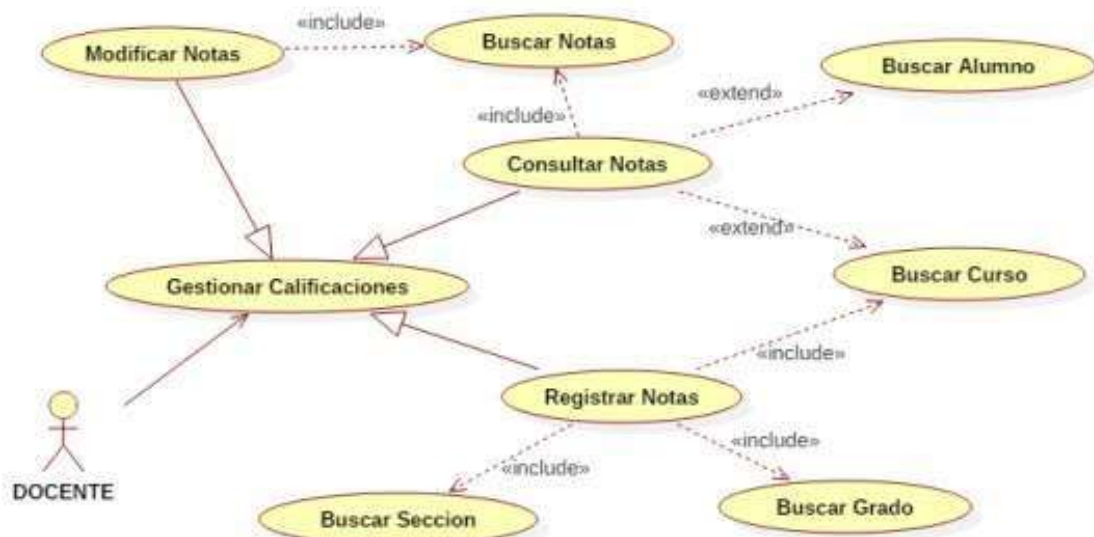 «include»
Modificar Notas
Buscar Notas
Buscar Alumno
«extend»
«include»
Consultar Notas
«extend»
Buscar Curso
Gestionar Calificaciones
«include»
Registrar Notas
«include»
«include»
DOCENTE
Buscar Seccion
Buscar Grado